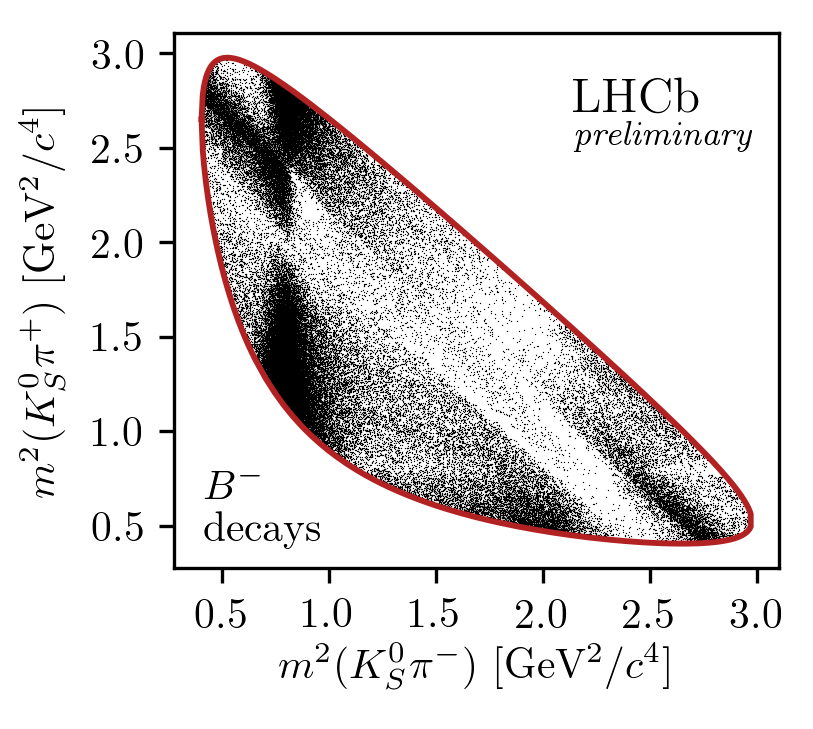 3.0
2.5
2.0
1.5
1.0
0.5
m²(K⁰_Sπ⁺) [GeV²/c⁴]
LHCb
preliminary
B⁻
decays
0.5 1.0 1.5 2.0 2.5 3.0
m²(K⁰_Sπ⁻) [GeV²/c⁴]